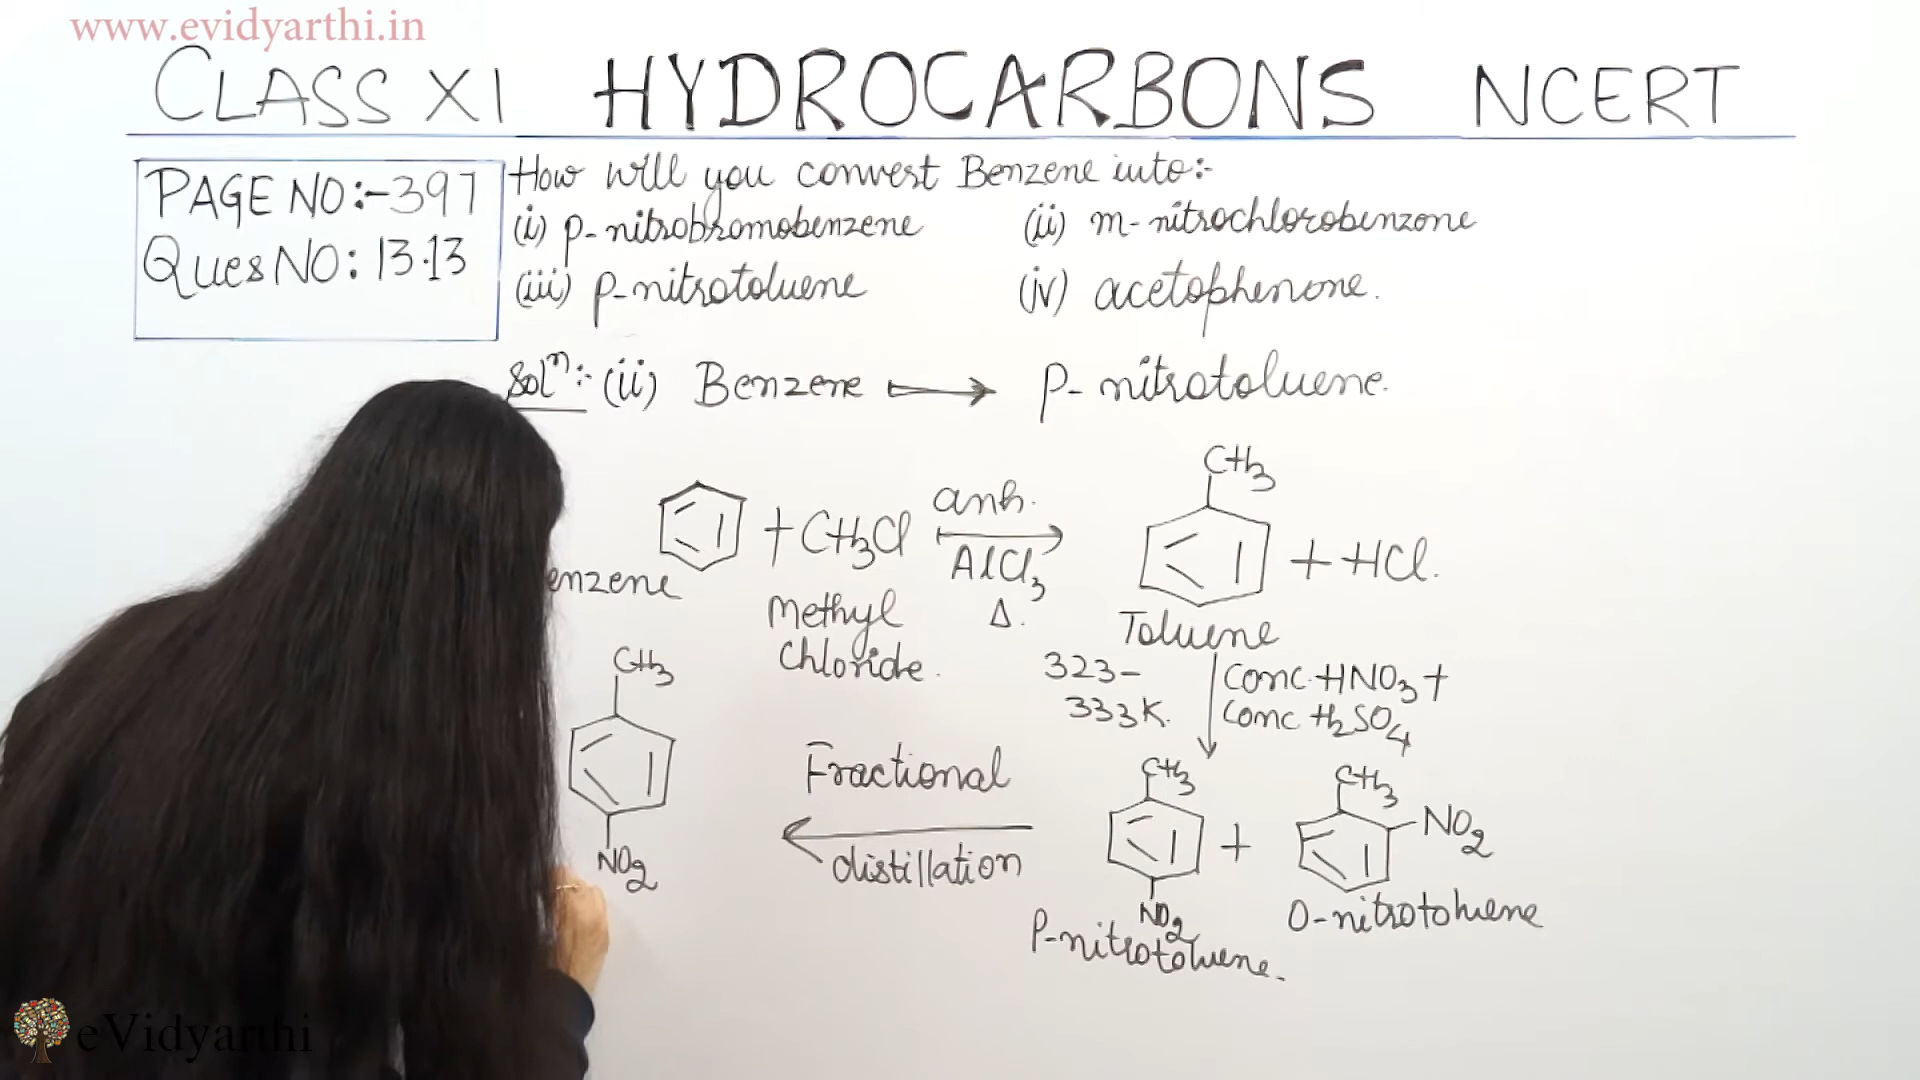 www.evidyarthi.in
CLASS XI HYDROCARBONS NCERT
PAGE NO:-397
Ques NO: 13.13
How will you convert Benzene into:-
(i) p-nitrobromobenzene (ii) m-nitrochlorobenzene
(iii) p-nitrotoluene (iv) acetophenone.
Solⁿ:- (ii) Benzene → p-nitrotoluene.
CH₃
+ CH₃Cl anh. AlCl₃ Δ. + HCl.
enzene
Methyl
Chloride.
Toluene
323-
333K.
Conc. HNO₃ +
Conc H₂SO₄
CH₃
NO₂
Fractional
distillation
CH₃
NO₂
+
CH₃
NO₂
P-nitrotoluene.
O-nitrotoluene
eVidyarthi